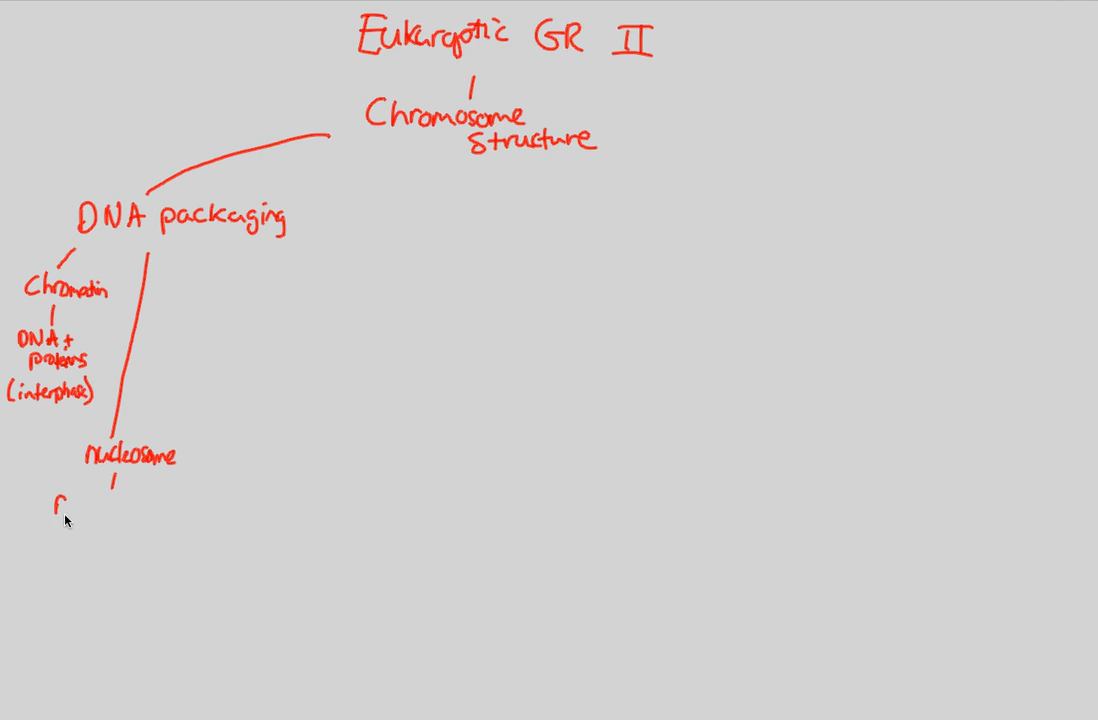 Eukaryotic GR II
Chromosome
structure
DNA packaging
Chromatin
DNA +
proteins
(interphase)
nucleosome